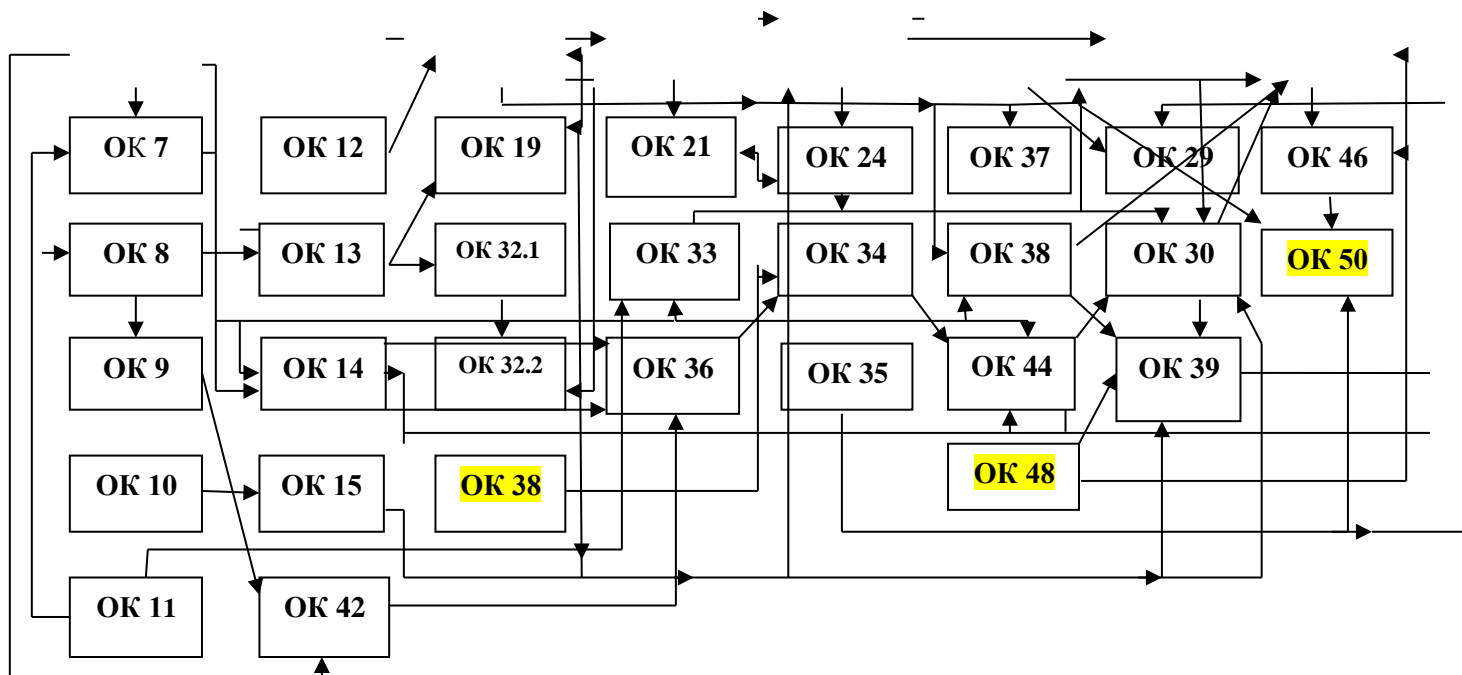 ОК 7
ОК 12
ОК 19
ОК 21
ОК 24
ОК 37
ОК 29
ОК 46
ОК 8
ОК 13
ОК 32.1
ОК 33
ОК 34
ОК 38
ОК 30
ОК 50
ОК 9
ОК 14
ОК 32.2
ОК 36
ОК 35
ОК 44
ОК 39
ОК 10
ОК 15
ОК 38
ОК 48
ОК 11
ОК 42